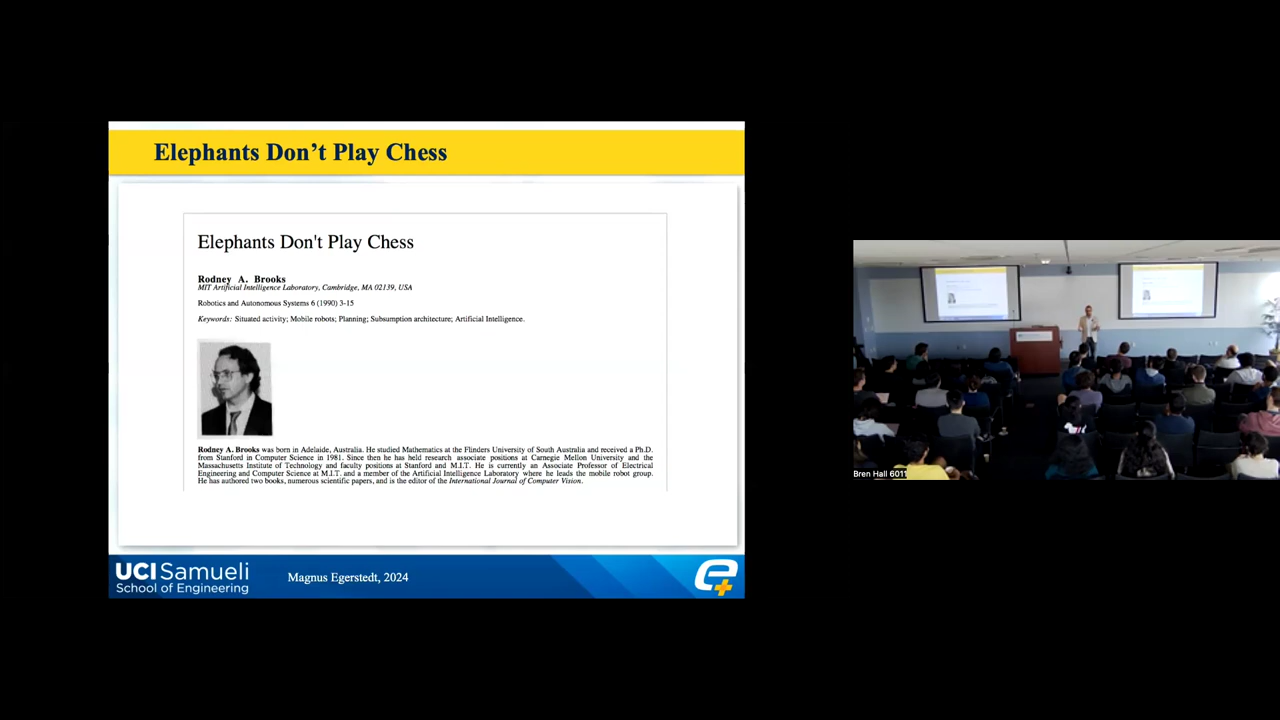 Elephants Don't Play Chess
Elephants Don't Play Chess
Rodney A. Brooks
MIT Artificial Intelligence Laboratory, Cambridge, MA 02139, USA
Robotics and Autonomous Systems 6 (1990) 3-15
Keywords: Situated activity; Mobile robots; Planning; Subsumption architecture; Artificial Intelligence.
Rodney A. Brooks was born in Adelaide, Australia. He studied Mathematics at the Flinders University of South Australia and received a Ph.D.
from Stanford in Computer Science in 1981. Since then he has held research associate positions at Carnegie Mellon University and the
Massachusetts Institute of Technology and faculty positions at Stanford and M.I.T. He is currently an Associate Professor of Electrical
Engineering and Computer Science at M.I.T. and a member of the Artificial Intelligence Laboratory where he leads the mobile robot group.
He has authored two books, numerous scientific papers, and is the editor of the International Journal of Computer Vision.
UCI Samueli
School of Engineering
Magnus Egerstedt, 2024
e+
Bren Hall 6011